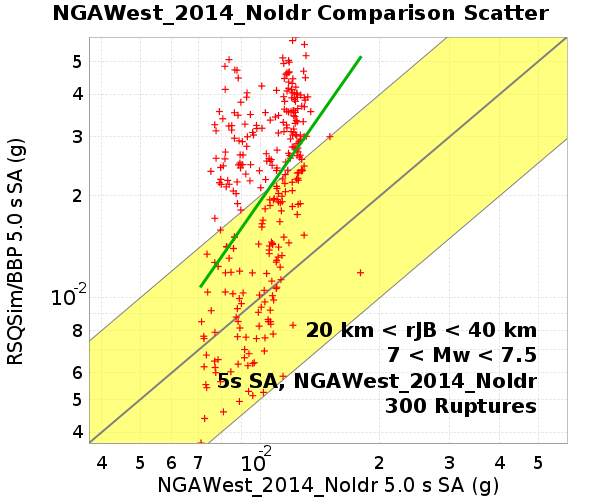 NGAWest_2014_NoIdr Comparison Scatter
RSQSim/BBP 5.0 s SA (g)
5
4
3
2
10-2
8
6
5
4
20 km < rJB < 40 km
7 < Mw < 7.5
5s SA, NGAWest_2014_NoIdr
300 Ruptures
4 5 6 7 10-2 2 3 4 5
NGAWest_2014_NoIdr 5.0 s SA (g)